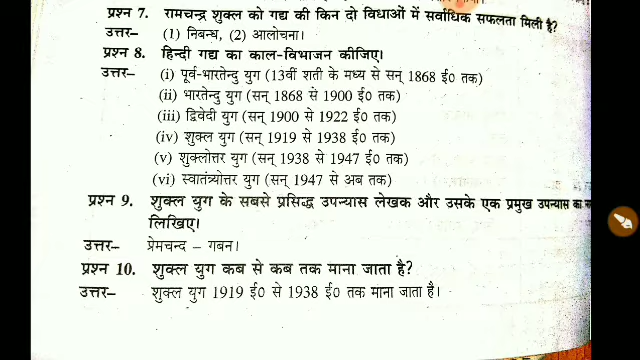 प्रश्न 7. रामचन्द्र शुक्ल को गद्य की किन दो विधाओं में सर्वाधिक सफलता मिली है?
उत्तर– (1) निबन्ध, (2) आलोचना।
प्रश्न 8. हिन्दी गद्य का काल-विभाजन कीजिए।
उत्तर– (i) पूर्व-भारतेन्दु युग (13वीं शती के मध्य से सन् 1868 ई० तक)
(ii) भारतेन्दु युग (सन् 1868 से 1900 ई० तक)
(iii) द्विवेदी युग (सन् 1900 से 1922 ई० तक)
(iv) शुक्ल युग (सन् 1919 से 1938 ई० तक)
(v) शुक्लोत्तर युग (सन् 1938 से 1947 ई० तक)
(vi) स्वातंत्र्योत्तर युग (सन् 1947 से अब तक)
प्रश्न 9. शुक्ल युग के सबसे प्रसिद्ध उपन्यास लेखक और उसके एक प्रमुख उपन्यास का
लिखिए।
उत्तर– प्रेमचन्द – गबन।
प्रश्न 10. शुक्ल युग कब से कब तक माना जाता है?
उत्तर– शुक्ल युग 1919 ई० से 1938 ई० तक माना जाता है।